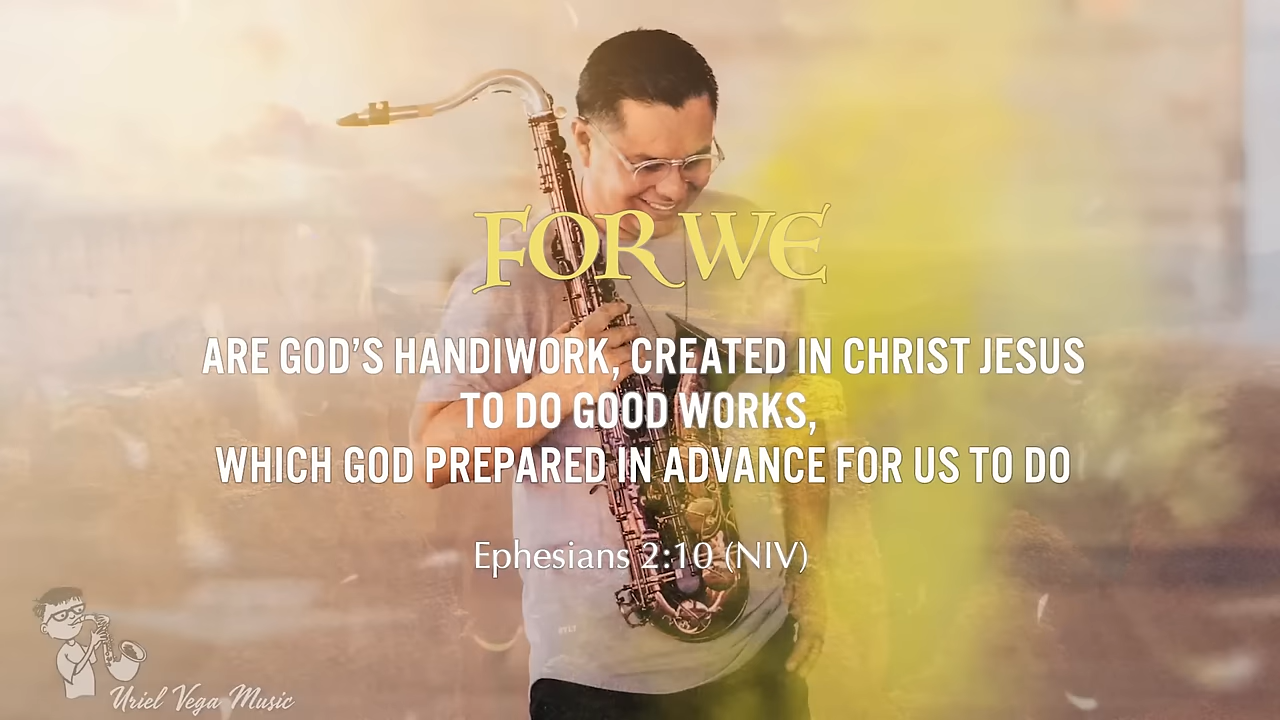 FOR WE
ARE GOD’S HANDIWORK, CREATED IN CHRIST JESUS
TO DO GOOD WORKS,
WHICH GOD PREPARED IN ADVANCE FOR US TO DO
Ephesians 2:10 (NIV)
Uriel Vega Music